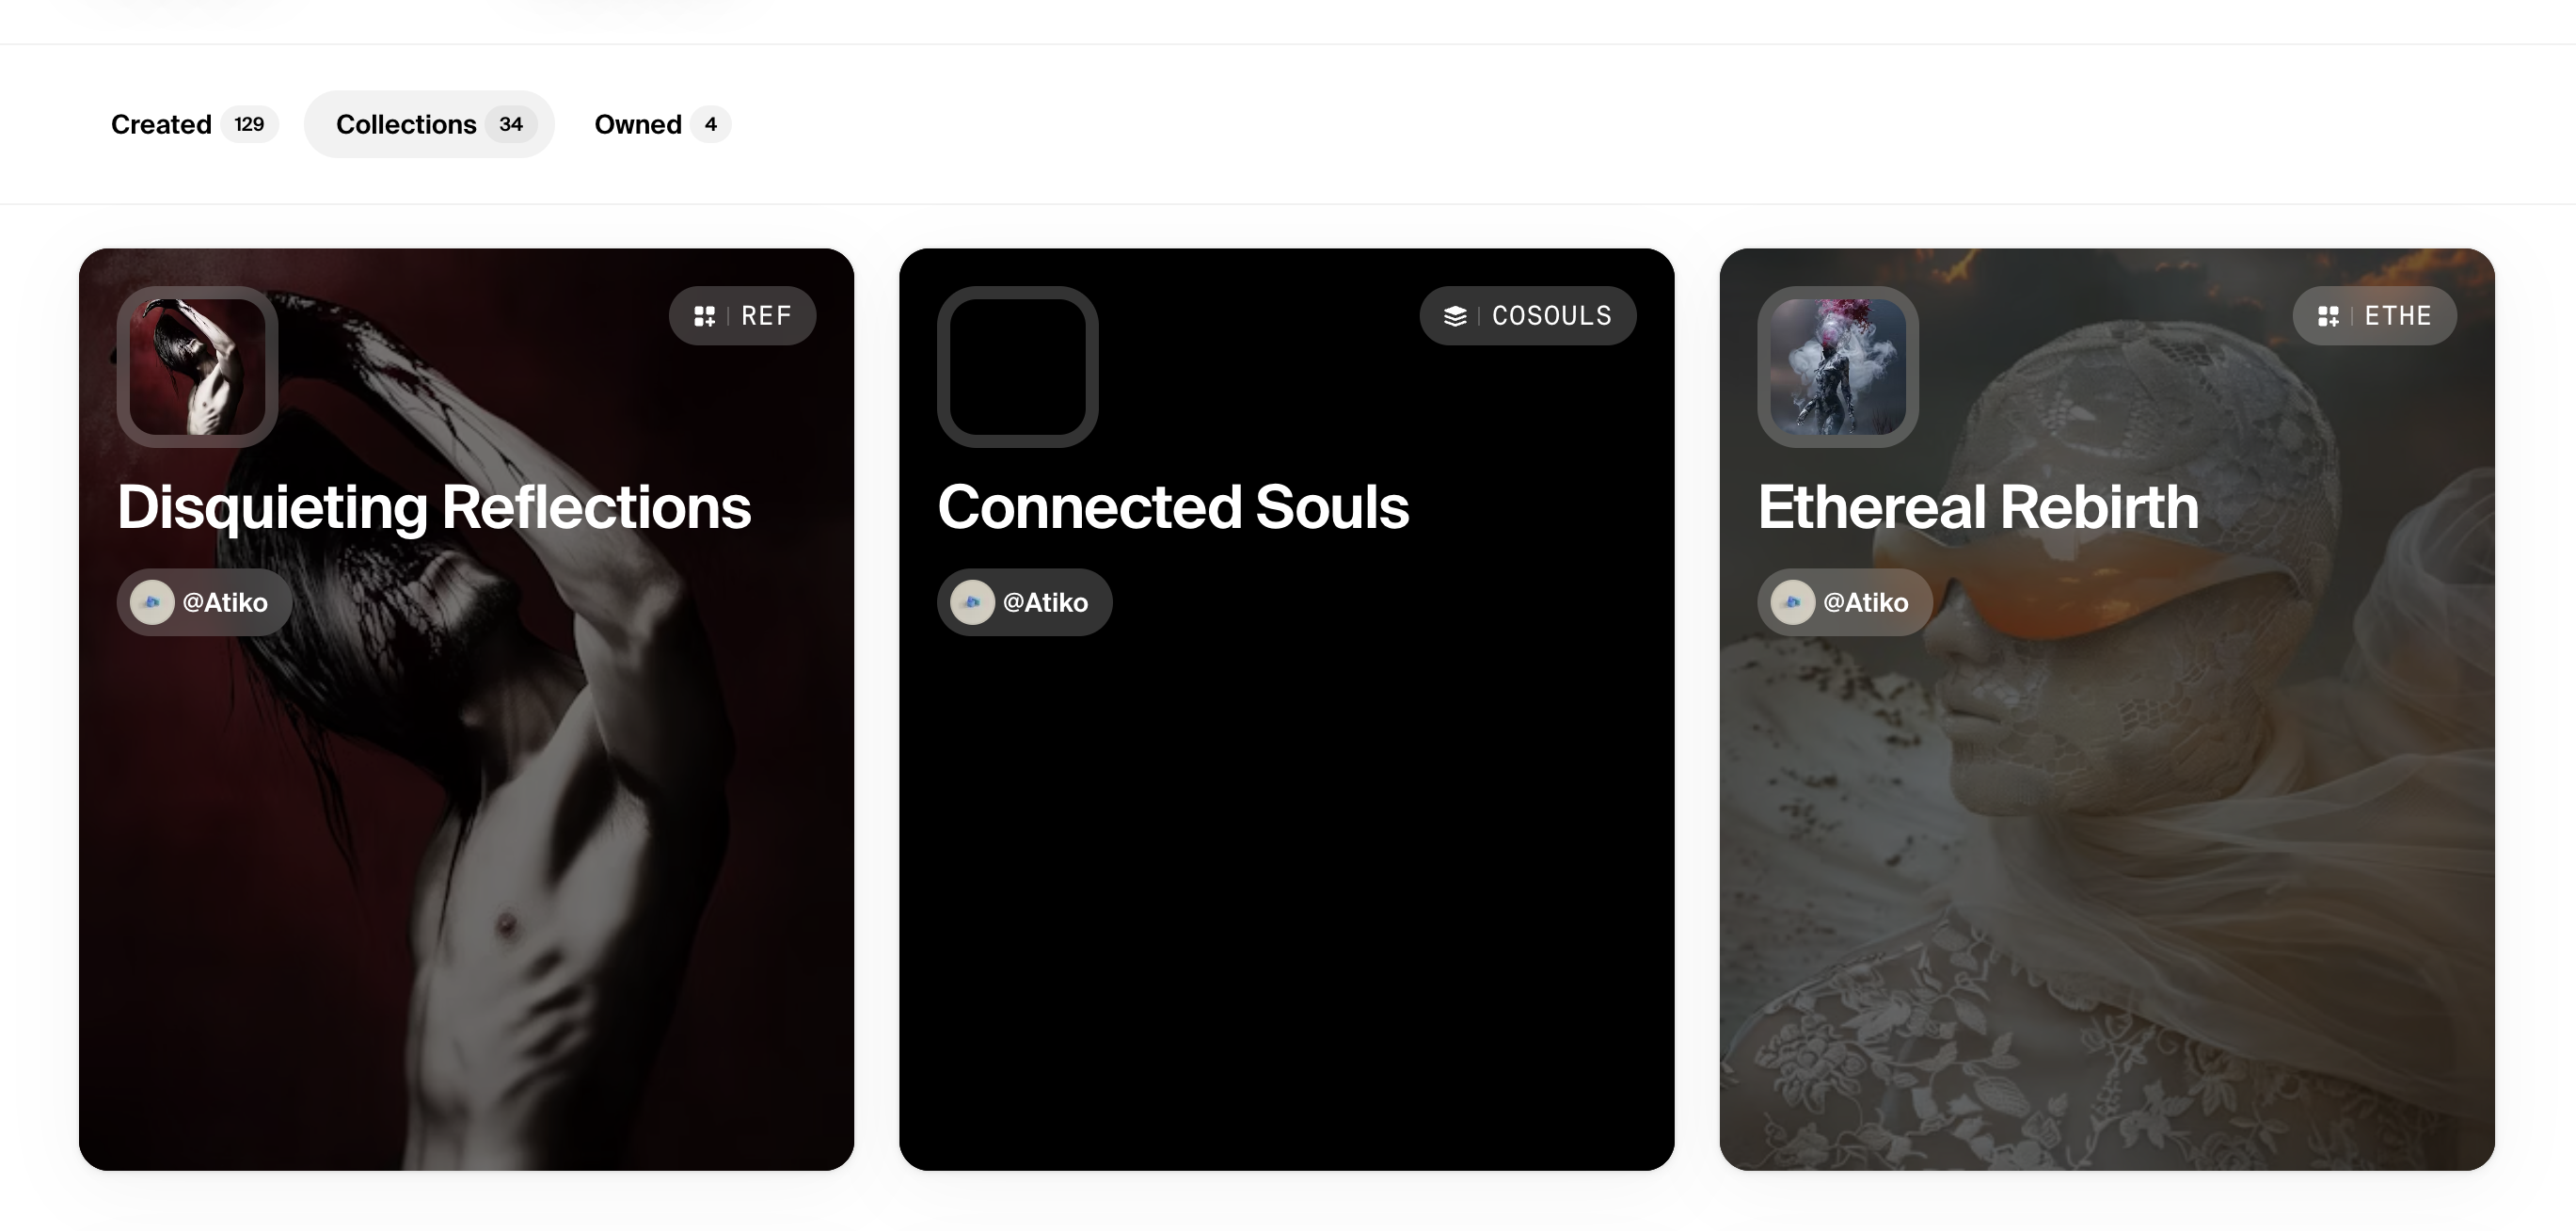 Created 129 Collections 34 Owned 4
REF
Disquieting Reflections
@Atiko
COSOULS
Connected Souls
@Atiko
ETHE
Ethereal Rebirth
@Atiko